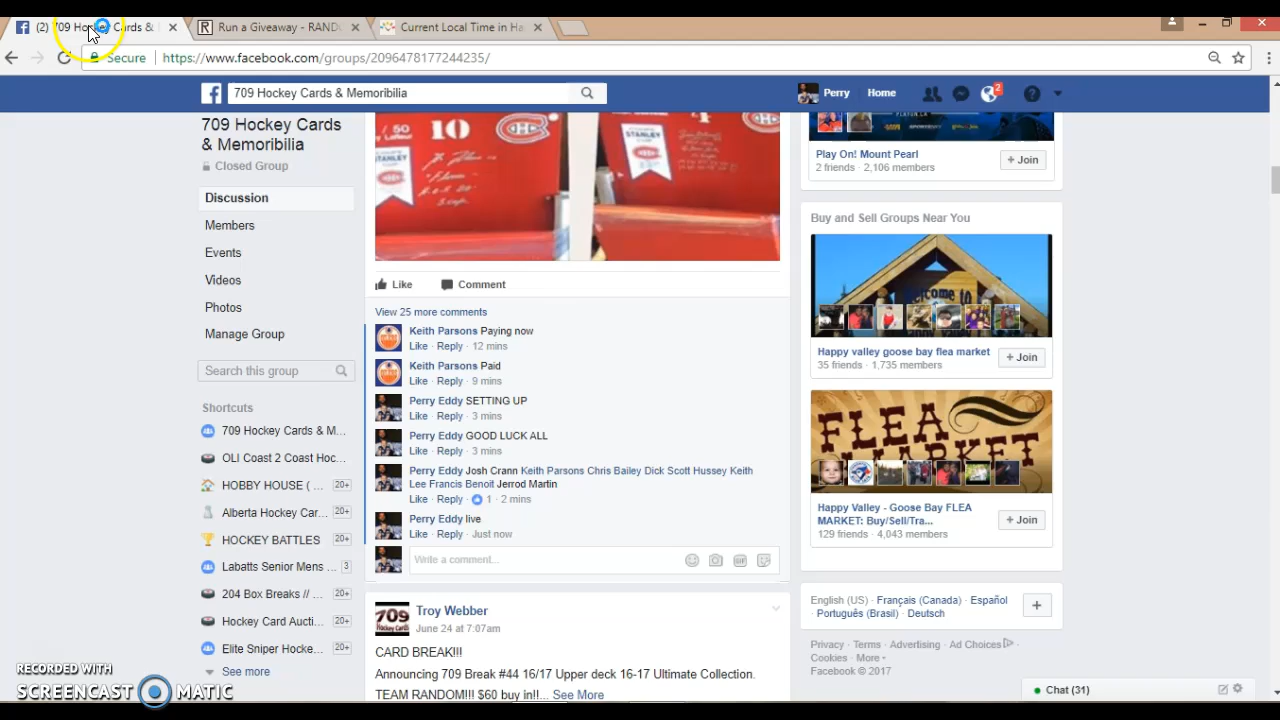 (2) 709 Hockey Cards &
Run a Giveaway - RAND
Current Local Time in Ha
Secure
https://www.facebook.com/groups/2096478177244235/
709 Hockey Cards & Memoribilia
Perry
Home
2
709 Hockey Cards
& Memoribilia
Closed Group
Discussion
Members
Events
Videos
Photos
Manage Group
Search this group
Shortcuts
709 Hockey Cards & M...
OLI Coast 2 Coast Hoc...
HOBBY HOUSE ( ... 20+
Alberta Hockey Car... 20+
HOCKEY BATTLES 20+
Labatts Senior Mens ... 3
204 Box Breaks // ... 20+
Hockey Card Aucti... 20+
Elite Sniper Hocke... 20+
See more
10
STANLEY
STANLEY
Like Comment
View 25 more comments
Keith Parsons Paying now
Like · Reply · 12 mins
Keith Parsons Paid
Like · Reply · 9 mins
Perry Eddy SETTING UP
Like · Reply · 3 mins
Perry Eddy GOOD LUCK ALL
Like · Reply · 3 mins
Perry Eddy Josh Crann Keith Parsons Chris Bailey Dick Scott Hussey Keith
Lee Francis Benoit Jerrod Martin
Like · Reply · 1 · 2 mins
Perry Eddy live
Like · Reply · Just now
Write a comment...
Troy Webber
June 24 at 7:07am
CARD BREAK!!!
Announcing 709 Break #44 16/17 Upper deck 16-17 Ultimate Collection.
TEAM RANDOM!!! $60 buy in!!... See More
709
Play On! Mount Pearl
2 friends · 2,106 members
+ Join
Buy and Sell Groups Near You
Welcome to
Happy valley goose bay flea market
35 friends · 1,735 members
+ Join
FLEA
MARKET
Happy Valley - Goose Bay FLEA
MARKET: Buy/Sell/Tra...
129 friends · 4,043 members
+ Join
English (US) · Français (Canada) · Español
· Português (Brasil) · Deutsch
Privacy · Terms · Advertising · Ad Choices ·
Cookies · More
Facebook © 2017
Chat (31)
RECORDED WITH
SCREENCAST MATIC